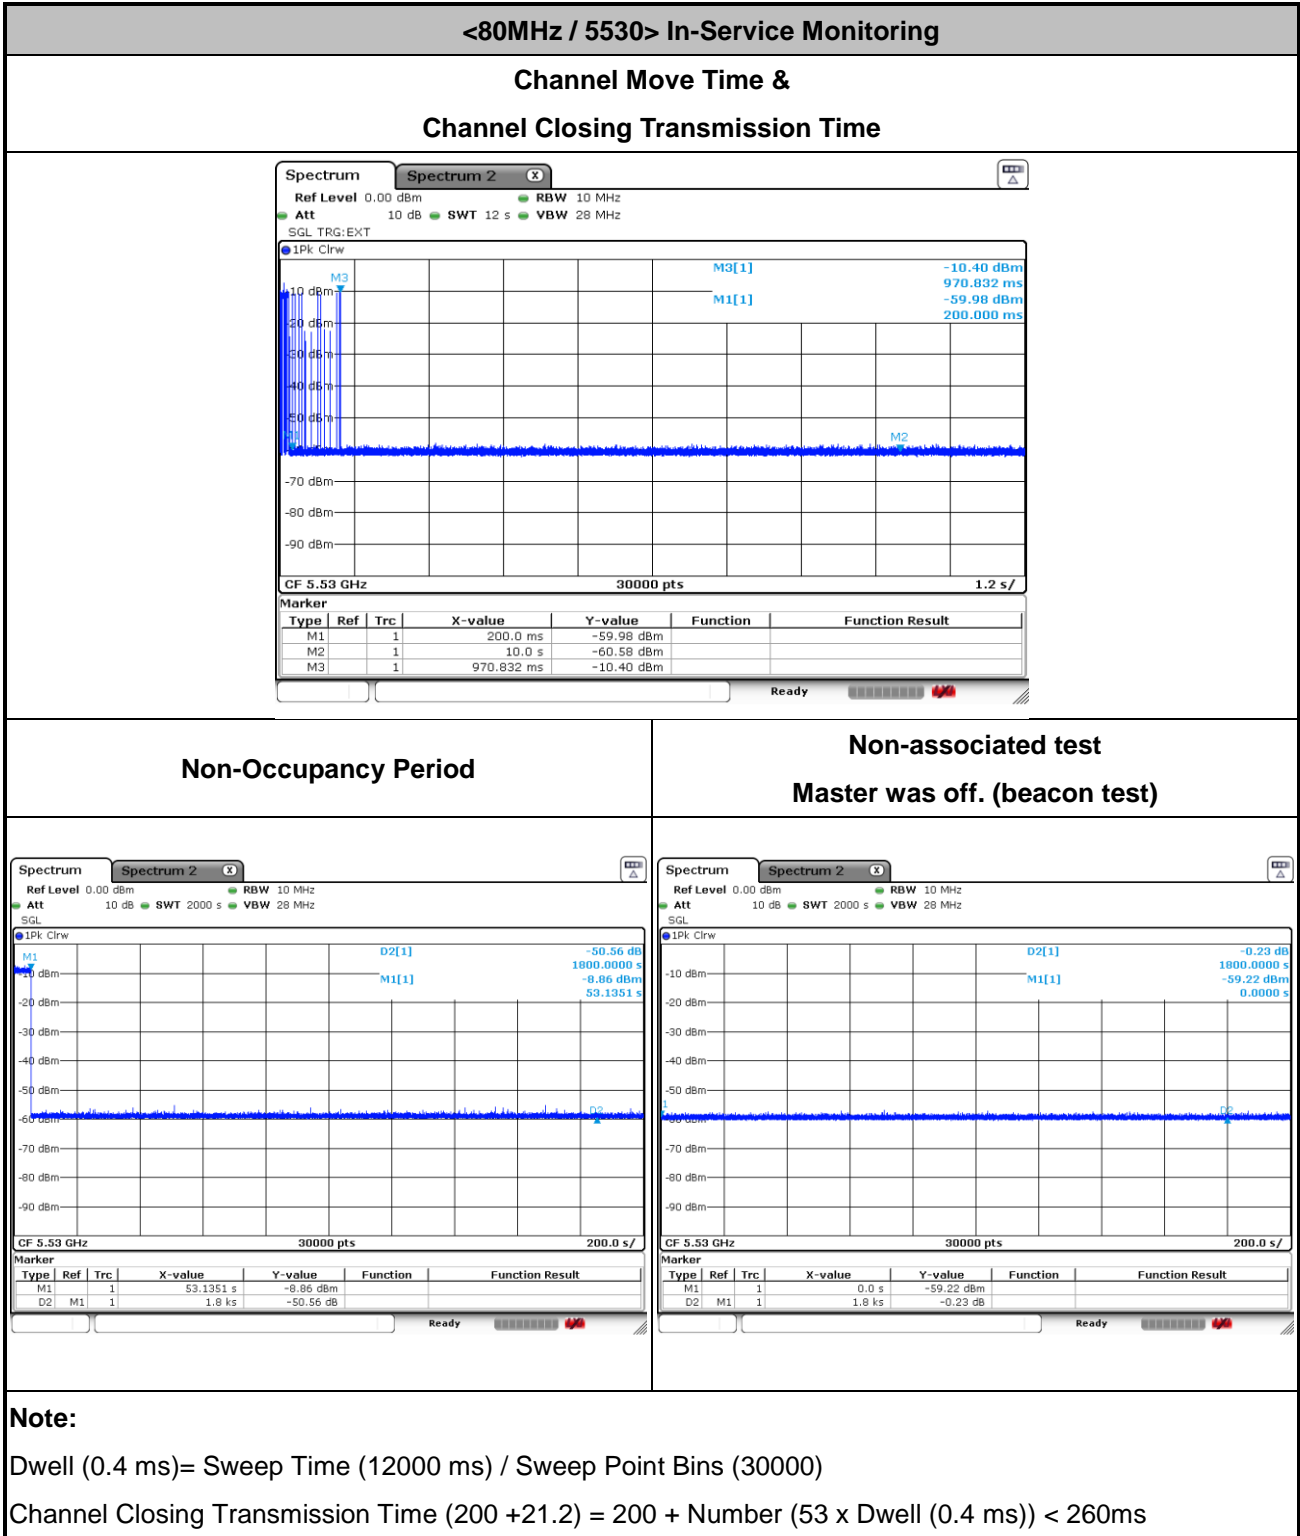 <80MHz / 5530> In-Service Monitoring
Channel Move Time &
Channel Closing Transmission Time
Spectrum Spectrum 2 X
Ref Level 0.00 dBm RBW 10 MHz
Att 10 dB SWT 12 s VBW 28 MHz
SGL TRG:EXT
1Pk Clrw
M3[1] -10.40 dBm
970.832 ms
M1[1] -59.98 dBm
200.000 ms
M3
-10 dBm
-20 dBm
-30 dBm
-40 dBm
-50 dBm
M1
M2
-70 dBm
-80 dBm
-90 dBm
CF 5.53 GHz 30000 pts 1.2 s/
Marker
Type Ref Trc X-value Y-value Function Function Result
M1 1 200.0 ms -59.98 dBm
M2 1 10.0 s -60.58 dBm
M3 1 970.832 ms -10.40 dBm
Ready
Non-Occupancy Period
Spectrum Spectrum 2 X
Ref Level 0.00 dBm RBW 10 MHz
Att 10 dB SWT 2000 s VBW 28 MHz
SGL
1Pk Clrw
D2[1] -50.56 dB
1800.0000 s
M1[1] -8.86 dBm
53.1351 s
M1
-10 dBm
-20 dBm
-30 dBm
-40 dBm
-50 dBm
D2
-60 dBm
-70 dBm
-80 dBm
-90 dBm
CF 5.53 GHz 30000 pts 200.0 s/
Marker
Type Ref Trc X-value Y-value Function Function Result
M1 1 53.1351 s -8.86 dBm
D2 M1 1 1.8 ks -50.56 dB
Ready
Non-associated test
Master was off. (beacon test)
Spectrum Spectrum 2 X
Ref Level 0.00 dBm RBW 10 MHz
Att 10 dB SWT 2000 s VBW 28 MHz
SGL
1Pk Clrw
D2[1] -0.23 dB
1800.0000 s
M1[1] -59.22 dBm
0.0000 s
-10 dBm
-20 dBm
-30 dBm
-40 dBm
-50 dBm
1
D2
-60 dBm
-70 dBm
-80 dBm
-90 dBm
CF 5.53 GHz 30000 pts 200.0 s/
Marker
Type Ref Trc X-value Y-value Function Function Result
M1 1 0.0 s -59.22 dBm
D2 M1 1 1.8 ks -0.23 dB
Ready
Note:
Dwell (0.4 ms)= Sweep Time (12000 ms) / Sweep Point Bins (30000)
Channel Closing Transmission Time (200 +21.2) = 200 + Number (53 x Dwell (0.4 ms)) < 260ms